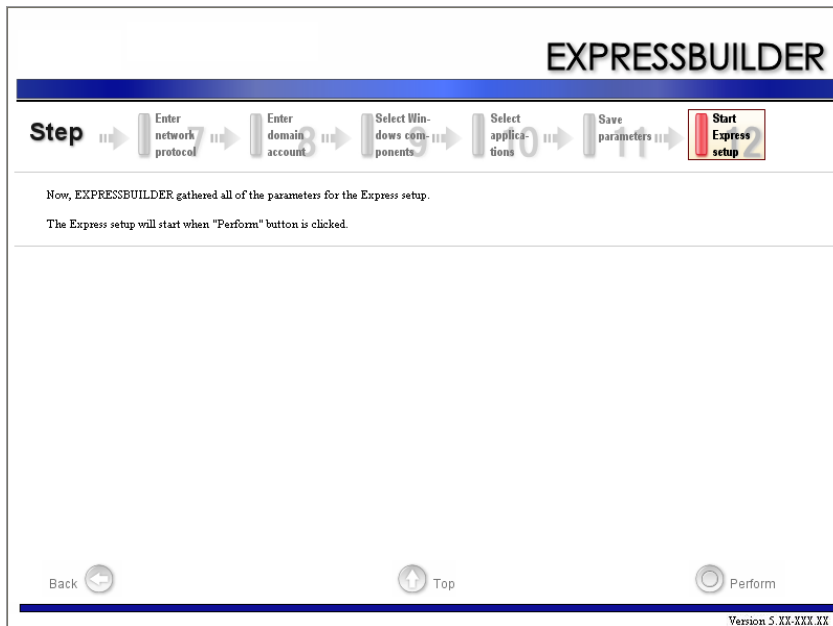 EXPRESSBUILDER
Step
Enter
network
protocol
7
Enter
domain
account
8
Select Win-
dows com-
ponents
9
Select
applica-
tions
10
Save
parameters
11
Start
Express
setup
12
Now, EXPRESSBUILDER gathered all of the parameters for the Express setup.
The Express setup will start when "Perform" button is clicked.
Back
Top
Perform
Version 5.XX-XXX.XX